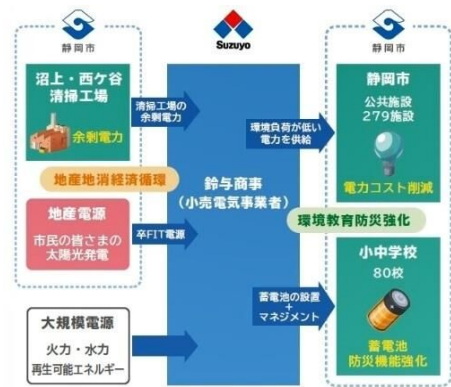 静岡市
沼上・西ケ谷
清掃工場
余剰電力
地産地消経済循環
地産電源
市民の皆さまの
太陽光発電
大規模電源
火力・水力
再生可能エネルギー
清掃工場の
余剰電力
卒FIT電源
Suzuyo
鈴与商事
(小売電気事業者)
環境負荷が低い
電力を供給
蓄電池の設置
+
マネジメント
静岡市
静岡市
公共施設
279施設
電力コスト削減
環境教育防災強化
小中学校
80校
蓄電池
防災機能強化